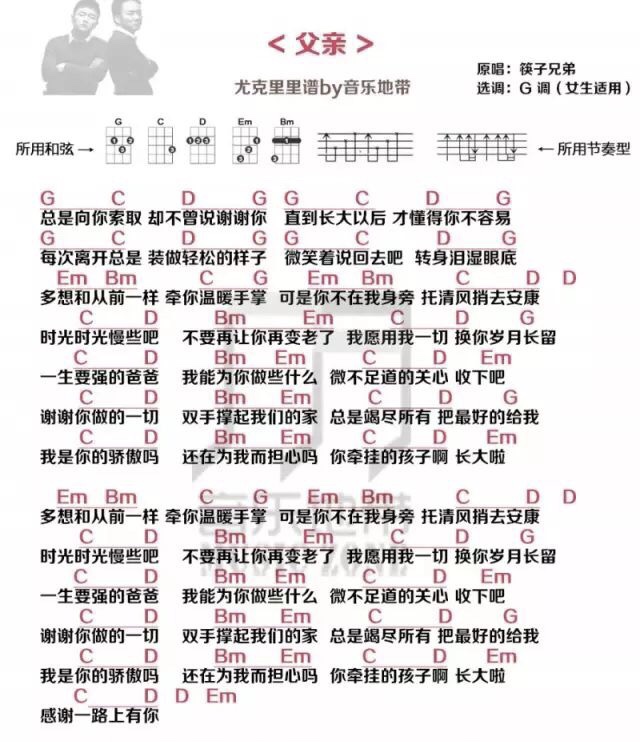 < 父亲 >
尤克里里谱by音乐地带
原唱：筷子兄弟
选调：G 调（女生适用）
G C D Em Bm
所用和弦→
←所用节奏型
G C D G G C D G
总是向你索取 却不曾说谢谢你 直到长大以后 才懂得你不容易
G C D G G C D G
每次离开总是 装做轻松的样子 微笑着说回去吧 转身泪湿眼底
Em Bm C G Em Bm C D D
多想和从前一样 牵你温暖手掌 可是你不在我身旁 托清风捎去安康
C D Bm Em C D G
时光时光慢些吧 不要再让你再变老了 我愿用我一切 换你岁月长留
C D Bm Em C D Em
一生要强的爸爸 我能为你做些什么 微不足道的关心 收下吧
C D Bm Em C D G
谢谢你做的一切 双手撑起我们的家 总是竭尽所有 把最好的给我
C D Bm Em C D Em
我是你的骄傲吗 还在为我而担心吗 你牵挂的孩子啊 长大啦
Em Bm C G Em Bm C D D
多想和从前一样 牵你温暖手掌 可是你不在我身旁 托清风捎去安康
C D Bm Em C D G
时光时光慢些吧 不要再让你再变老了 我愿用我一切 换你岁月长留
C D Bm Em C D Em
一生要强的爸爸 我能为你做些什么 微不足道的关心 收下吧
C D Bm Em C D G
谢谢你做的一切 双手撑起我们的家 总是竭尽所有 把最好的给我
C D Bm Em C D Em
我是你的骄傲吗 还在为我而担心吗 你牵挂的孩子啊 长大啦
C D D Em
感谢一路上有你
音乐地带
MUSIC ZONE